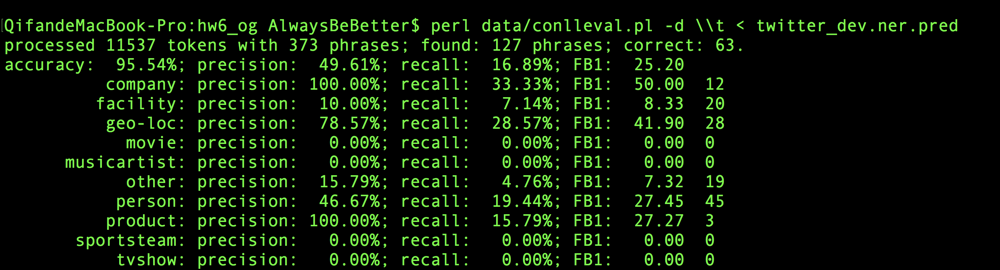 QifandeMacBook-Pro:hw6_og AlwaysBeBetter$ perl data/conlleval.pl -d \\t < twitter_dev.ner.pred
processed 11537 tokens with 373 phrases; found: 127 phrases; correct: 63.
accuracy:  95.54%; precision:  49.61%; recall:  16.89%; FB1:  25.20
          company: precision: 100.00%; recall:  33.33%; FB1:  50.00  12
         facility: precision:  10.00%; recall:   7.14%; FB1:   8.33  20
          geo-loc: precision:  78.57%; recall:  28.57%; FB1:  41.90  28
            movie: precision:   0.00%; recall:   0.00%; FB1:   0.00  0
      musicartist: precision:   0.00%; recall:   0.00%; FB1:   0.00  0
            other: precision:  15.79%; recall:   4.76%; FB1:   7.32  19
           person: precision:  46.67%; recall:  19.44%; FB1:  27.45  45
          product: precision: 100.00%; recall:  15.79%; FB1:  27.27  3
       sportsteam: precision:   0.00%; recall:   0.00%; FB1:   0.00  0
           tvshow: precision:   0.00%; recall:   0.00%; FB1:   0.00  0